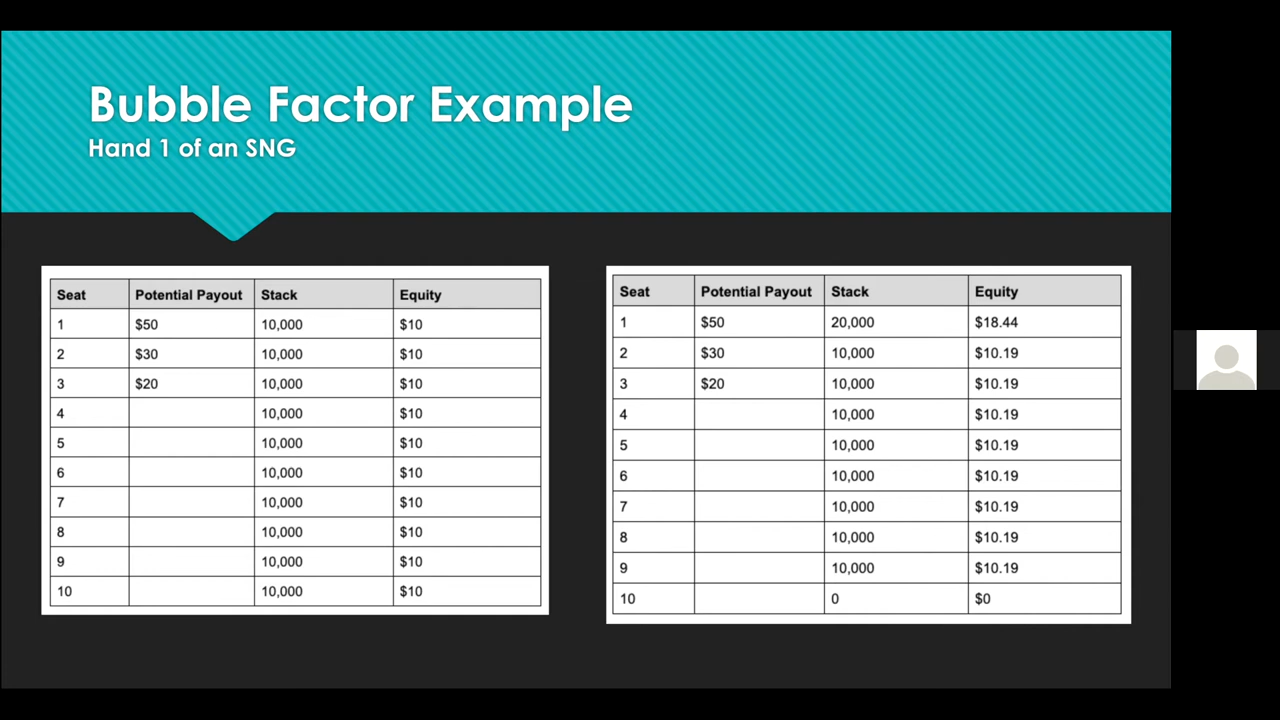 Bubble Factor Example
Hand 1 of an SNG
Seat Potential Payout Stack Equity
1 $50 10,000 $10
2 $30 10,000 $10
3 $20 10,000 $10
4 10,000 $10
5 10,000 $10
6 10,000 $10
7 10,000 $10
8 10,000 $10
9 10,000 $10
10 10,000 $10
Seat Potential Payout Stack Equity
1 $50 20,000 $18.44
2 $30 10,000 $10.19
3 $20 10,000 $10.19
4 10,000 $10.19
5 10,000 $10.19
6 10,000 $10.19
7 10,000 $10.19
8 10,000 $10.19
9 10,000 $10.19
10 0 $0